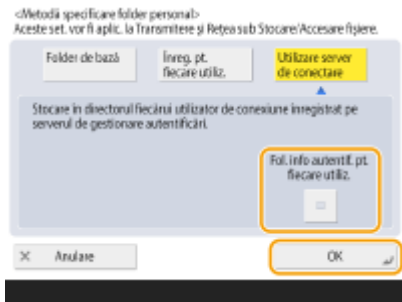 <Metodă specificare folder personal>
Aceste set. vor fi aplic. la Transmitere și Rețea sub Stocare/Accesare fișiere.
Folder de bază
Înreg. pt.
fiecare utiliz.
Utilizare server
de conectare
Stocare în directorul fiecărui utilizator de conexiune înregistrat pe
serverul de gestionare autentificări.
Fol. info autentif. pt.
fiecare utiliz.
Anulare
OK